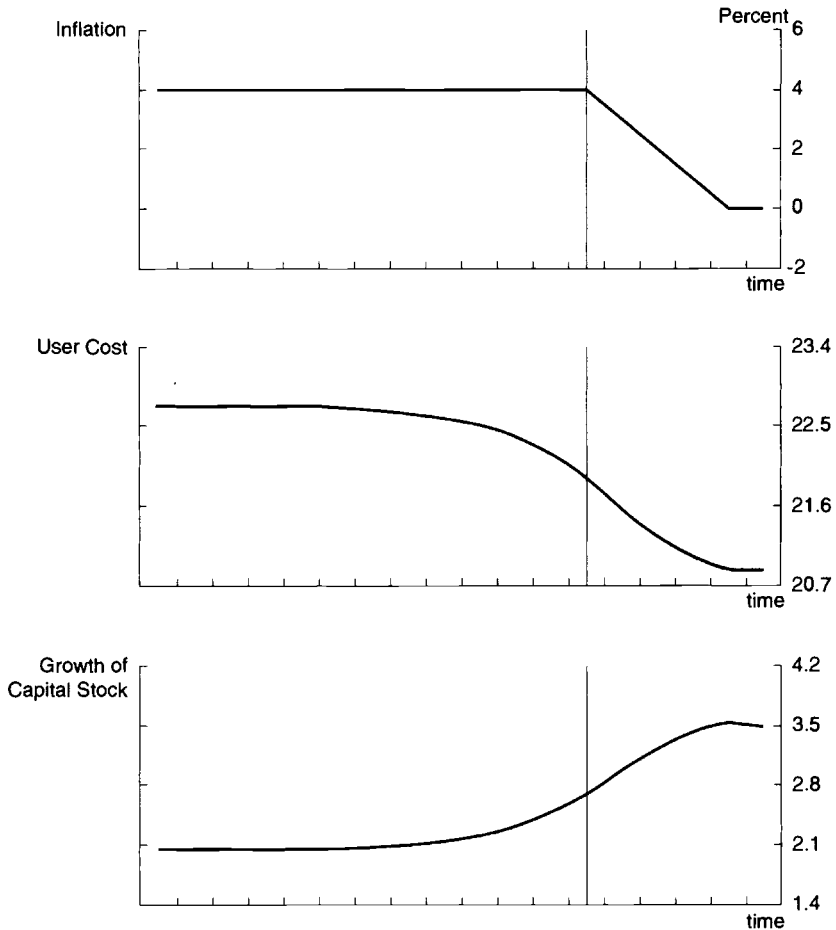 Percent
Inflation
6
4
2
0
-2
time
User Cost
23.4
22.5
21.6
20.7
time
Growth of
Capital Stock
4.2
3.5
2.8
2.1
1.4
time